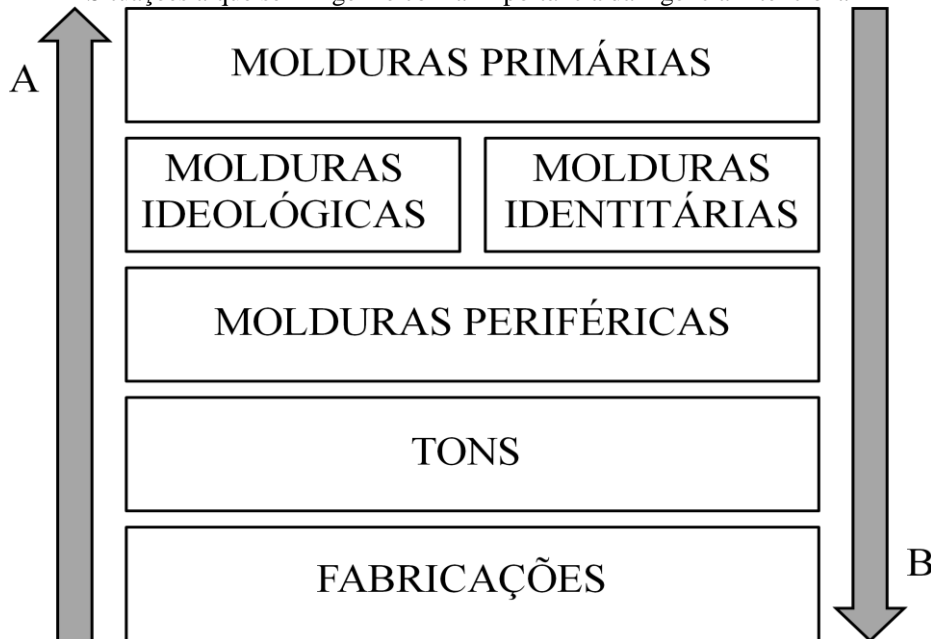 A
MOLDURAS PRIMÁRIAS
MOLDURAS
IDEOLÓGICAS
MOLDURAS
IDENTITÁRIAS
MOLDURAS PERIFÉRICAS
TONS
FABRICAÇÕES
B